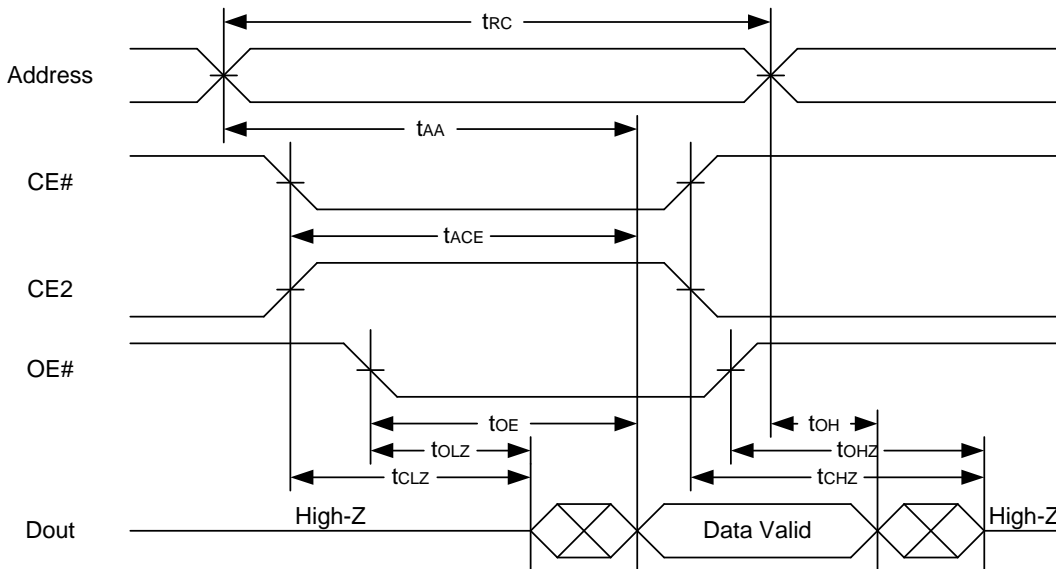 tRC
Address
tAA
CE#
tACE
CE2
OE#
tOE
tOH
tOLZ
tOHZ
tCLZ
tCHZ
High-Z
Data Valid
High-Z
Dout